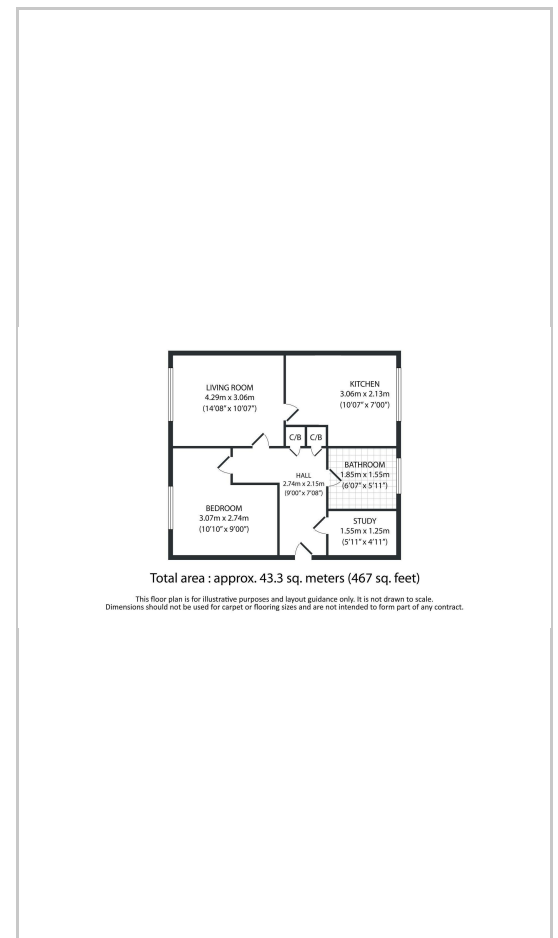 LIVING ROOM
4.29m x 3.06m
(14'08" x 10'07")
KITCHEN
3.06m x 2.13m
(10'07" x 7'00")
C/B
C/B
HALL
2.74m x 2.15m
(9'00" x 7'08")
BATHROOM
1.85m x 1.55m
(6'07" x 5'11")
BEDROOM
3.07m x 2.74m
(10'10" x 9'00")
STUDY
1.55m x 1.25m
(5'11" x 4'11")
Total area : approx. 43.3 sq. meters (467 sq. feet)
This floor plan is for illustrative purposes and layout guidance only. It is not drawn to scale.
Dimensions should not be used for carpet or flooring sizes and are not intended to form part of any contract.